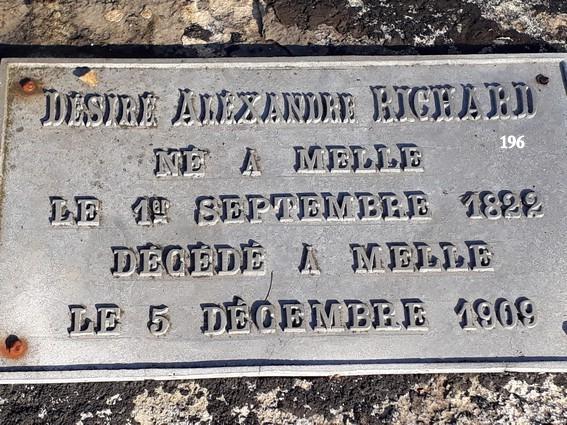 DÉSIRÉ ALEXANDRE RICHARD
196
NÉ A MELLE
LE 1er SEPTEMBRE 1822
DÉCÉDÉ A MELLE
LE 5 DÉCEMBRE 1909